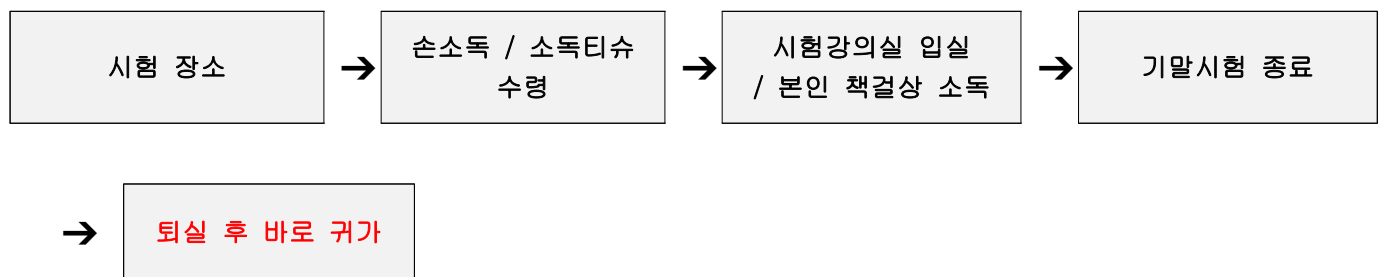 시험 장소
➔
손소독 / 소독티슈
수령
➔
시험강의실 입실
/ 본인 책걸상 소독
➔
기말시험 종료
➔
퇴실 후 바로 귀가